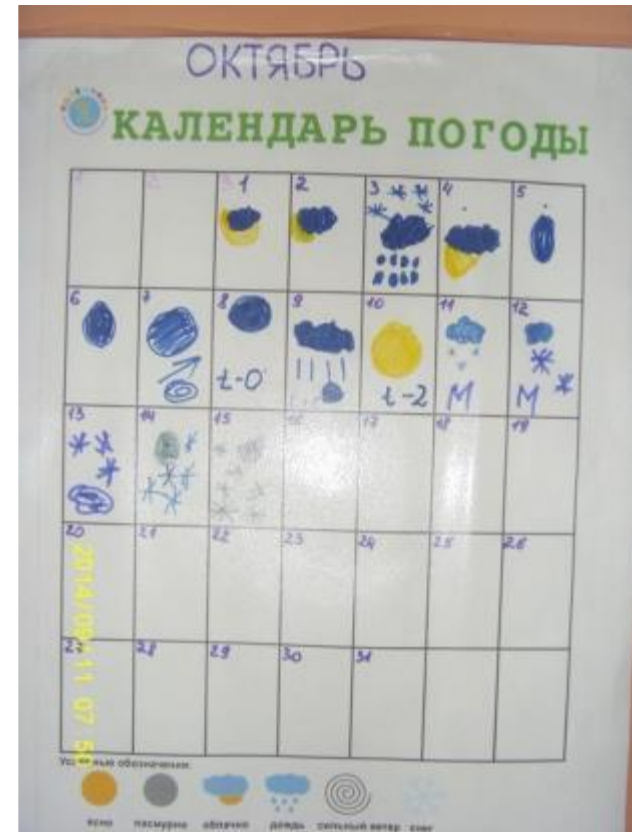 ОКТЯБРЬ
КАЛЕНДАРЬ ПОГОДЫ
1 2 3 4 5
6 7 8 9 10 11 12
t-0 t-2 М М
13 14 15 16 17 18 19
20 21 22 23 24 25 26
28 29 30 31
Условные обозначения:
ясно пасмурно облачно дождь сильный ветер снег